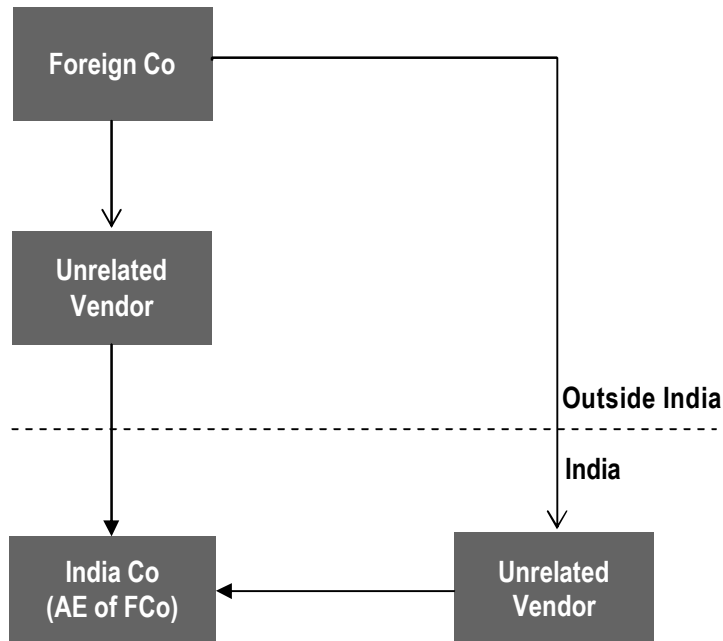 Foreign Co
Unrelated
Vendor
Outside India
India
India Co
(AE of FCo)
Unrelated
Vendor